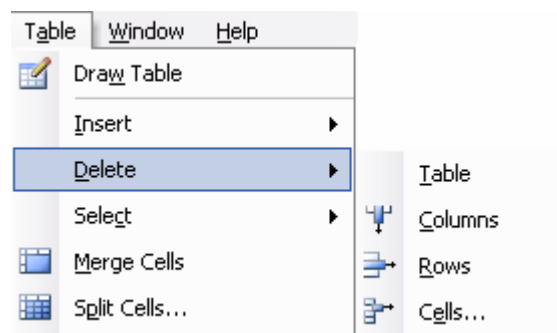 Table Window Help
Draw Table
Insert
Delete
Select
Merge Cells
Split Cells...
Table
Columns
Rows
Cells...